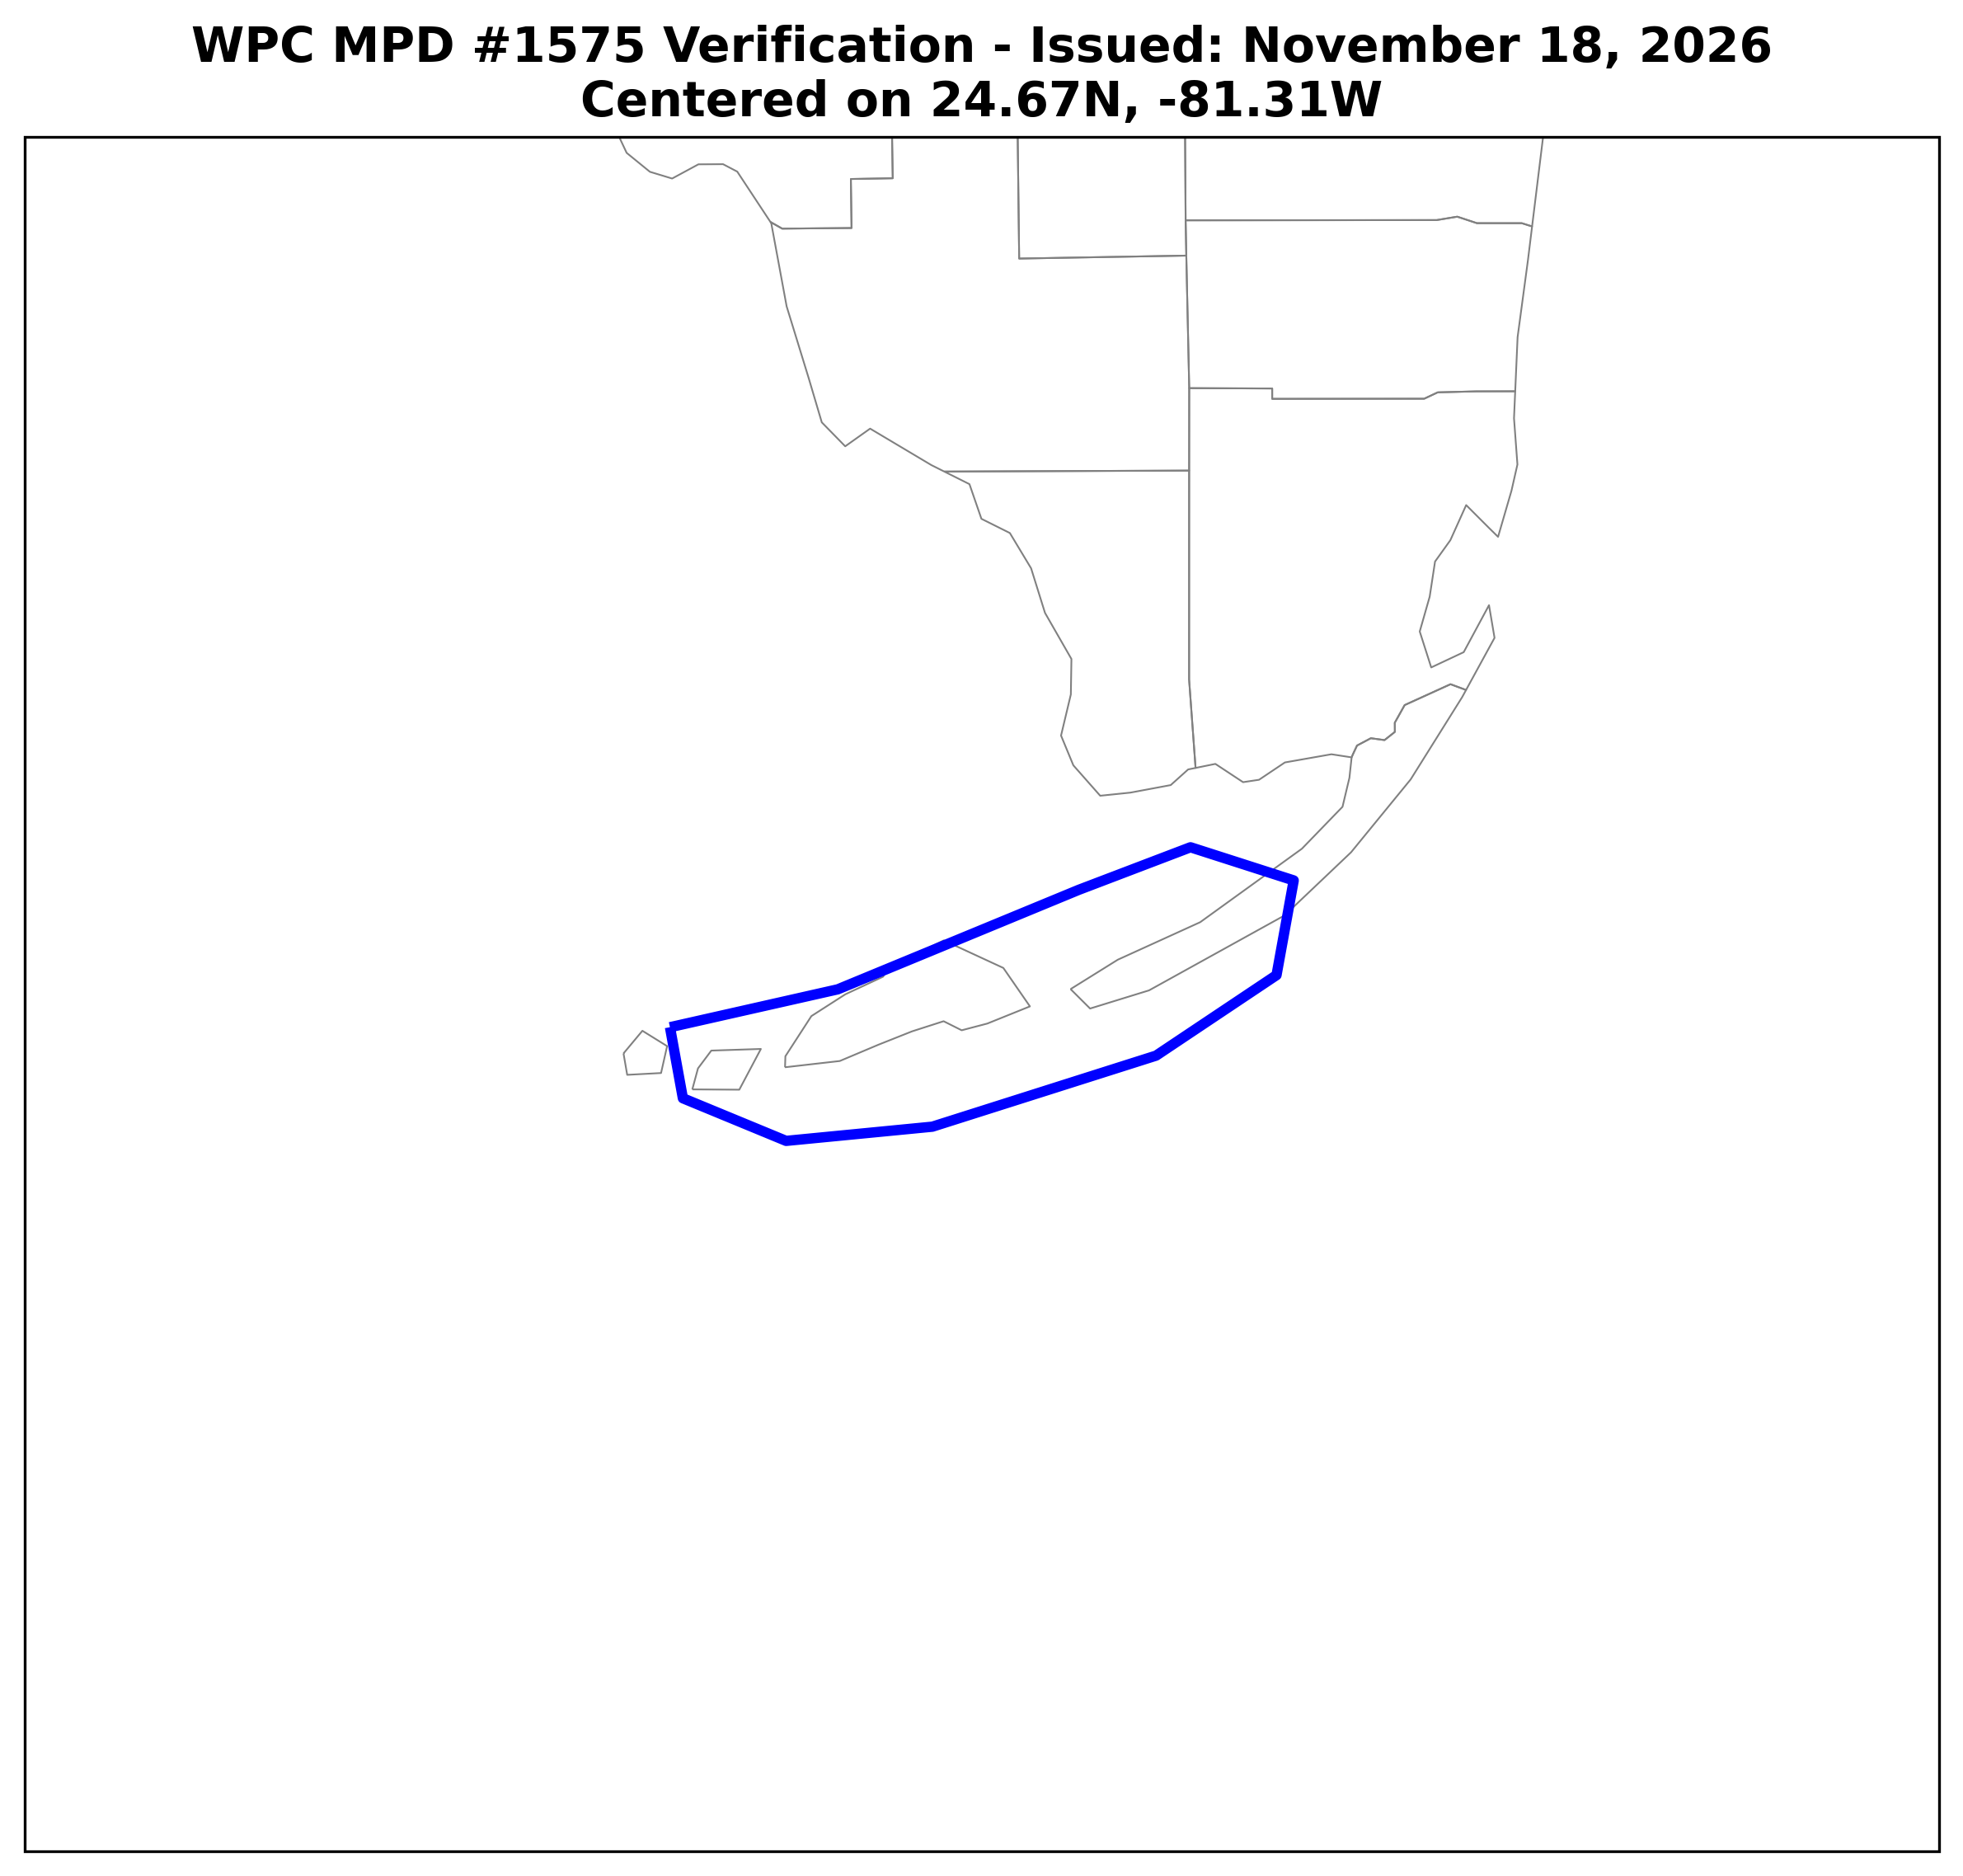 WPC MPD #1575 Verification - Issued: November 18, 2026
Centered on 24.67N, -81.31W